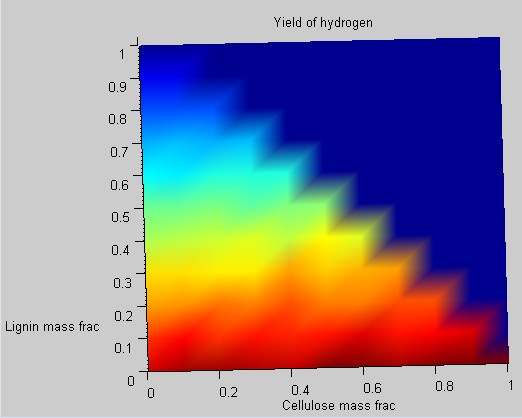 Yield of hydrogen
1
0.9
0.8
0.7
0.6
0.5
0.4
0.3
0.2
Lignin mass frac
0.1
0
0 0.2 0.4 0.6 0.8 1
Cellulose mass frac